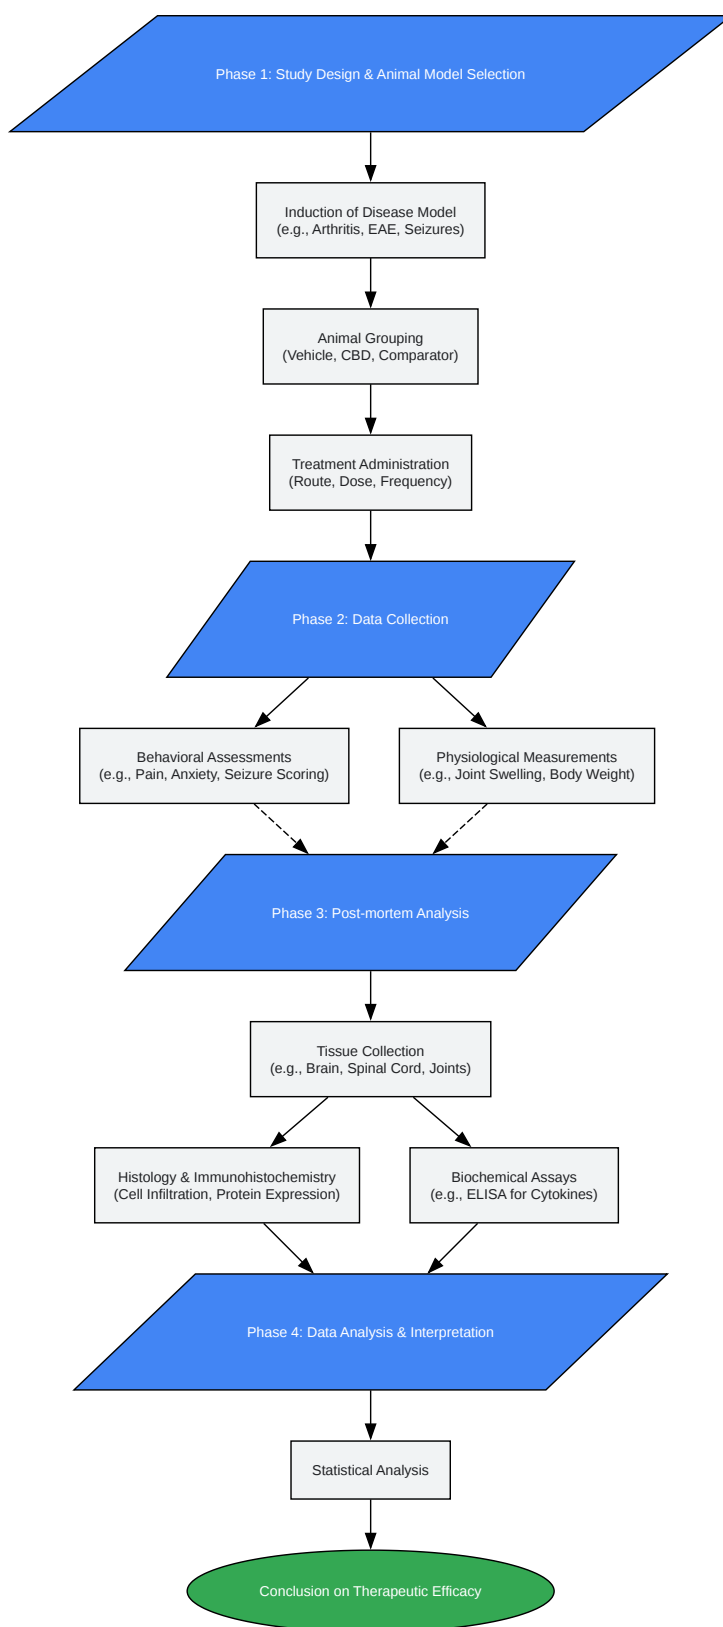 Phase 1: Study Design & Animal Model Selection
Induction of Disease Model
(e.g., Arthritis, EAE, Seizures)
Animal Grouping
(Vehicle, CBD, Comparator)
Treatment Administration
(Route, Dose, Frequency)
Phase 2: Data Collection
Behavioral Assessments
(e.g., Pain, Anxiety, Seizure Scoring)
Physiological Measurements
(e.g., Joint Swelling, Body Weight)
Phase 3: Post-mortem Analysis
Tissue Collection
(e.g., Brain, Spinal Cord, Joints)
Histology & Immunohistochemistry
(Cell Infiltration, Protein Expression)
Biochemical Assays
(e.g., ELISA for Cytokines)
Phase 4: Data Analysis & Interpretation
Statistical Analysis
Conclusion on Therapeutic Efficacy